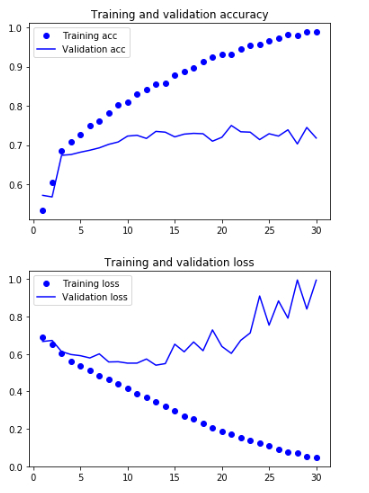 Training and validation accuracy
1.0
Training acc
Validation acc
0.9
0.8
0.7
0.6
0 5 10 15 20 25 30
Training and validation loss
1.0
Training loss
Validation loss
0.8
0.6
0.4
0.2
0.0
0 5 10 15 20 25 30